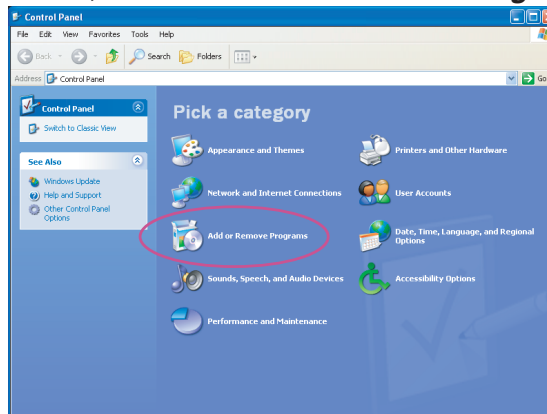 Control Panel
File Edit View Favorites Tools Help
Back Search Folders
Address Control Panel Go
Control Panel
Switch to Classic View
See Also
Windows Update
Help and Support
Other Control Panel
Options
Pick a category
Appearance and Themes
Printers and Other Hardware
Network and Internet Connections
User Accounts
Add or Remove Programs
Date, Time, Language, and Regional
Options
Sounds, Speech, and Audio Devices
Accessibility Options
Performance and Maintenance